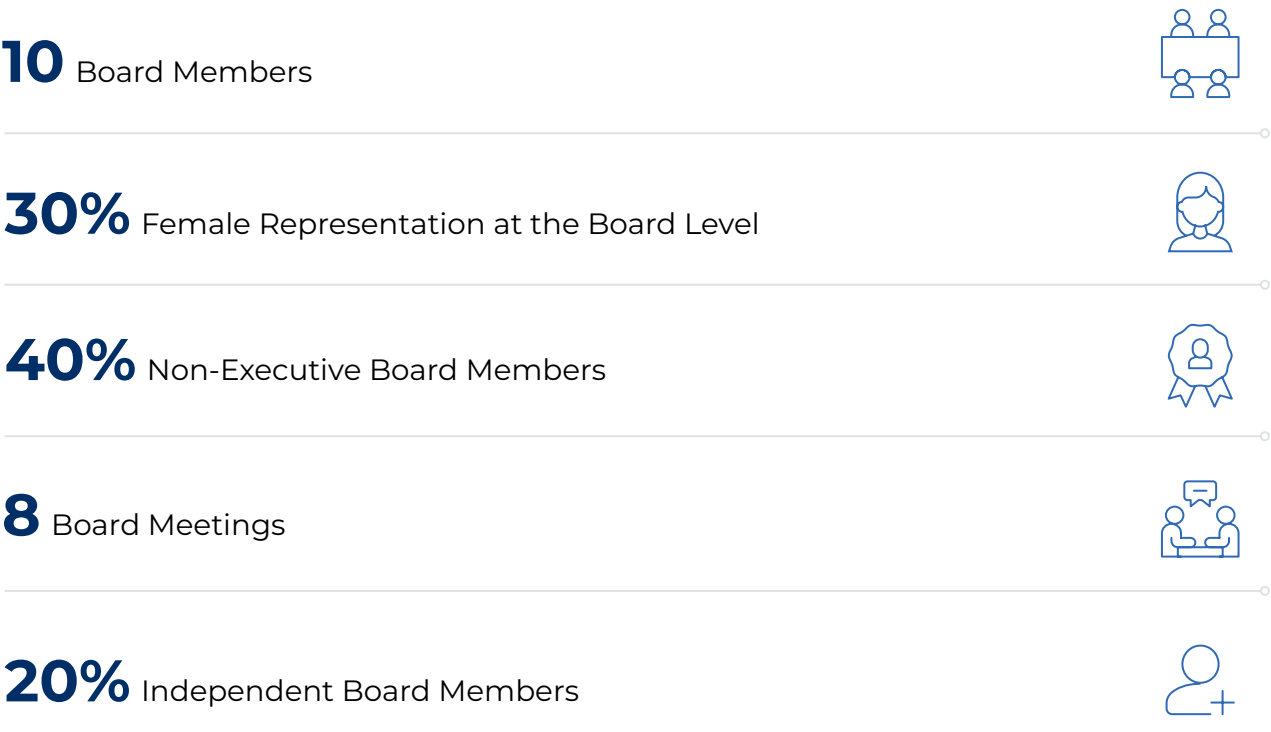 10 Board Members
30% Female Representation at the Board Level
40% Non-Executive Board Members
8 Board Meetings
20% Independent Board Members